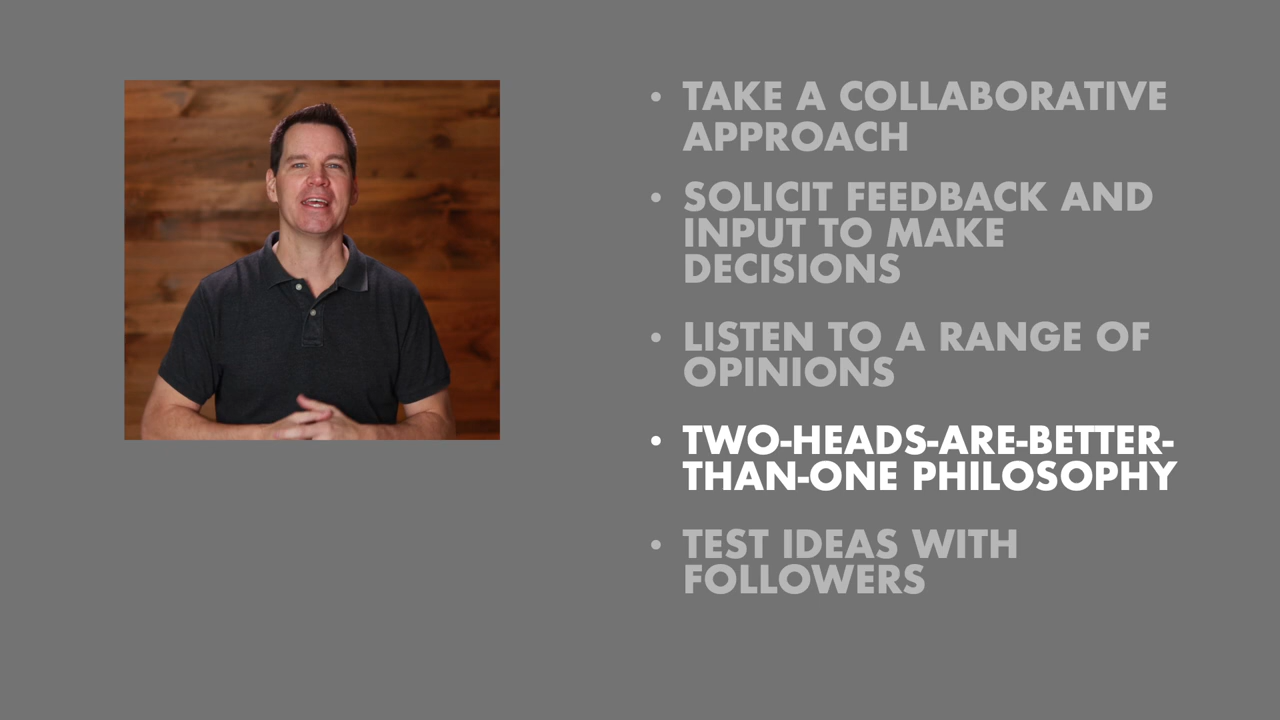 • TAKE A COLLABORATIVE
APPROACH
• SOLICIT FEEDBACK AND
INPUT TO MAKE
DECISIONS
• LISTEN TO A RANGE OF
OPINIONS
• TWO-HEADS-ARE-BETTER-
THAN-ONE PHILOSOPHY
• TEST IDEAS WITH
FOLLOWERS